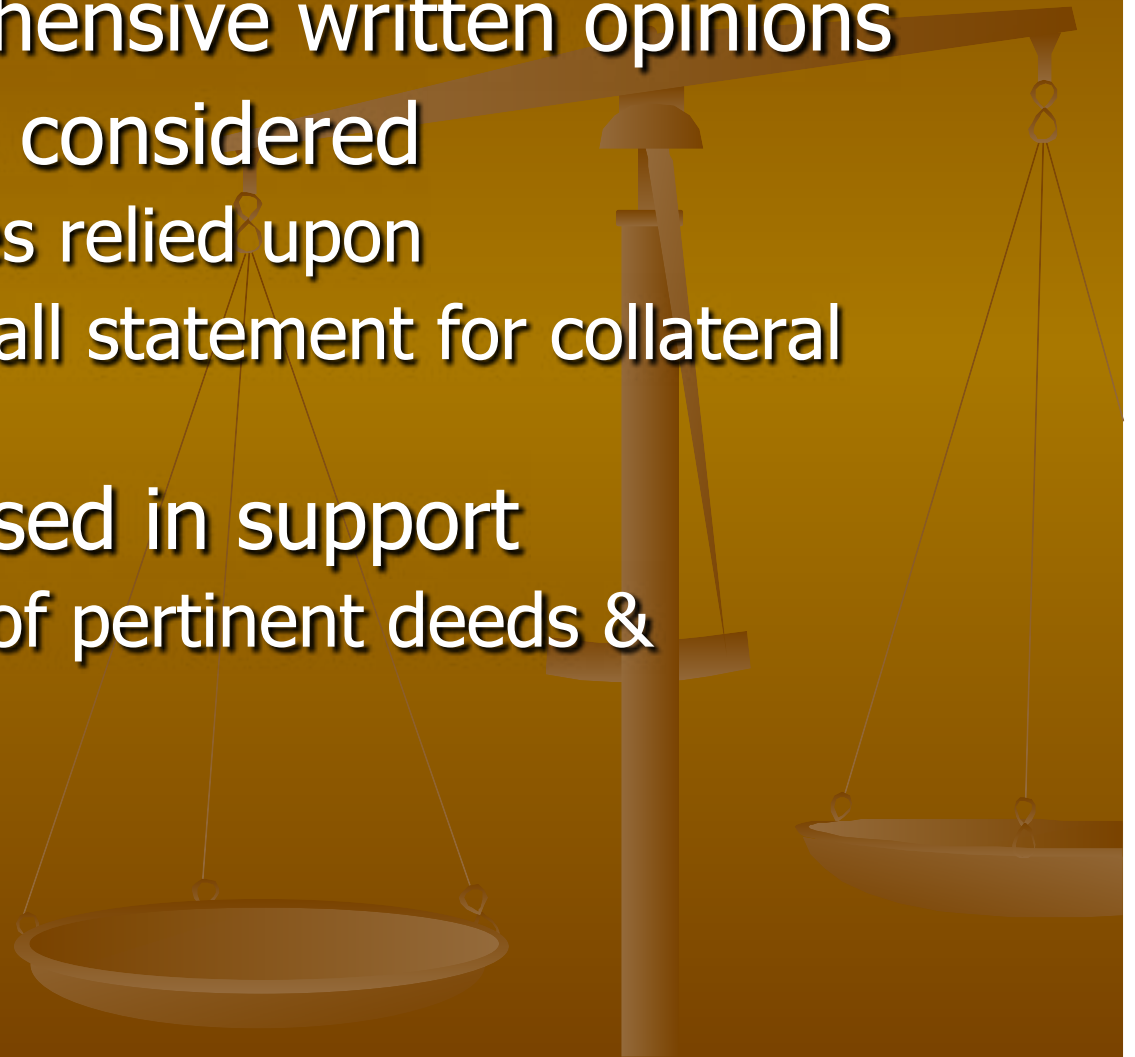 hensive written opinions
considered
s relied upon
all statement for collateral
sed in support
of pertinent deeds &